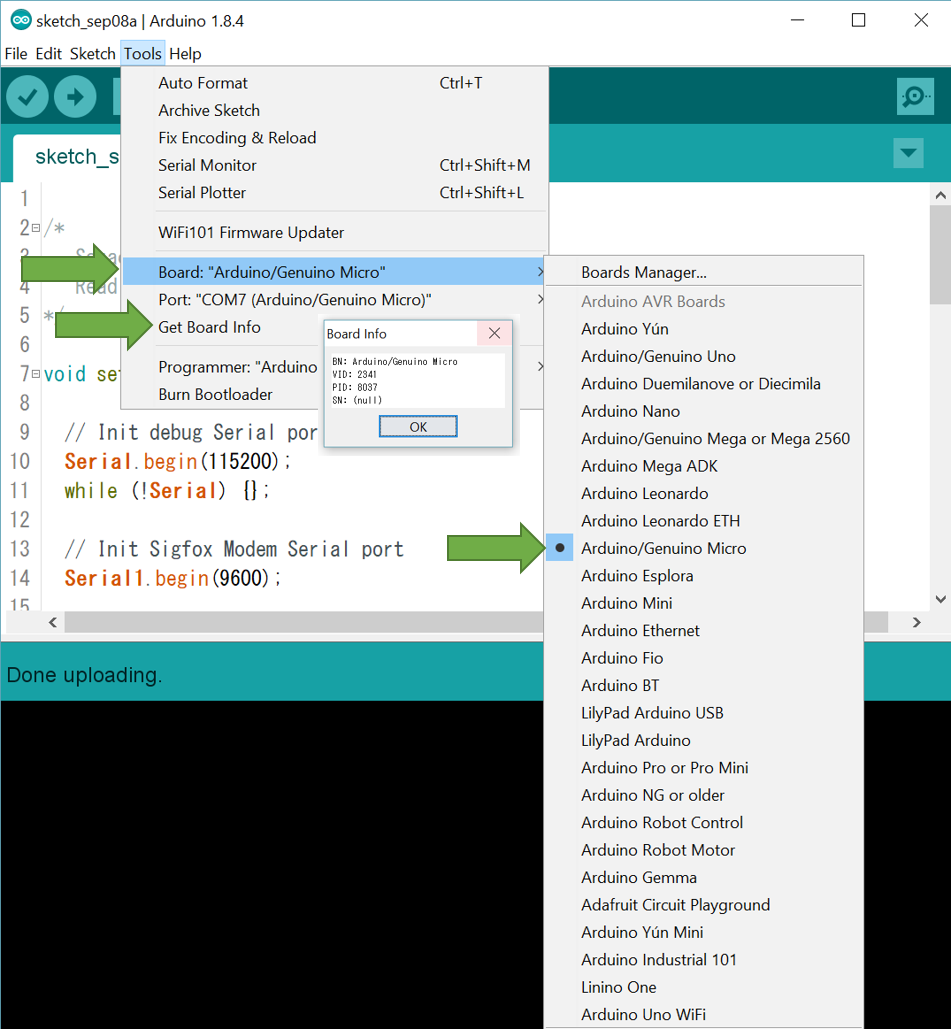 sketch_sep08a | Arduino 1.8.4
File Edit Sketch Tools Help
Auto Format Ctrl+T
Archive Sketch
Fix Encoding & Reload
Serial Monitor Ctrl+Shift+M
Serial Plotter Ctrl+Shift+L
WiFi101 Firmware Updater
Board: "Arduino/Genuino Micro"
Port: "COM7 (Arduino/Genuino Micro)"
Get Board Info
Programmer: "Arduino
Burn Bootloader
sketch_s
1
2 /*
3
4 Read
5 *
6
7 void set
8
9 // Init debug Serial por
10 Serial.begin(115200);
11 while (!Serial) {};
12
13 // Init Sigfox Modem Serial port
14 Serial1.begin(9600);
15
Board Info
BN: Arduino/Genuino Micro
VID: 2341
PID: 8037
SN: (null)
OK
Boards Manager...
Arduino AVR Boards
Arduino Yún
Arduino/Genuino Uno
Arduino Duemilanove or Diecimila
Arduino Nano
Arduino/Genuino Mega or Mega 2560
Arduino Mega ADK
Arduino Leonardo
Arduino Leonardo ETH
Arduino/Genuino Micro
Arduino Esplora
Arduino Mini
Arduino Ethernet
Arduino Fio
Arduino BT
LilyPad Arduino USB
LilyPad Arduino
Arduino Pro or Pro Mini
Arduino NG or older
Arduino Robot Control
Arduino Robot Motor
Arduino Gemma
Adafruit Circuit Playground
Arduino Yún Mini
Arduino Industrial 101
Linino One
Arduino Uno WiFi
Done uploading.